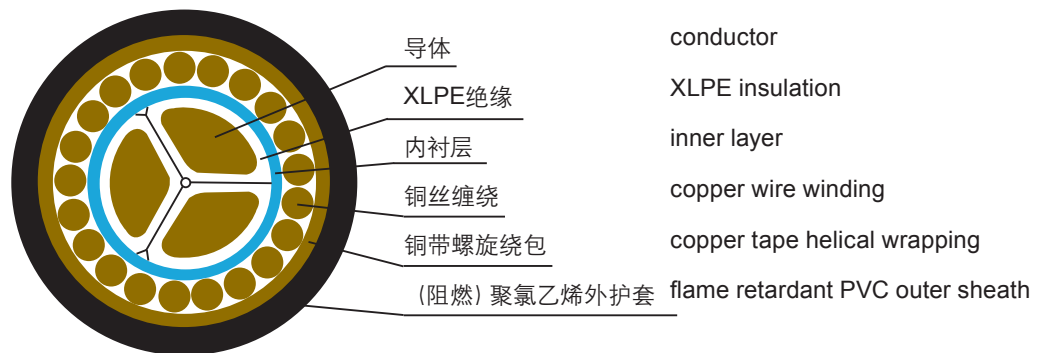 导体 conductor
XLPE绝缘 XLPE insulation
内衬层 inner layer
铜丝缠绕 copper wire winding
铜带螺旋绕包 copper tape helical wrapping
(阻燃) 聚氯乙烯外护套 flame retardant PVC outer sheath